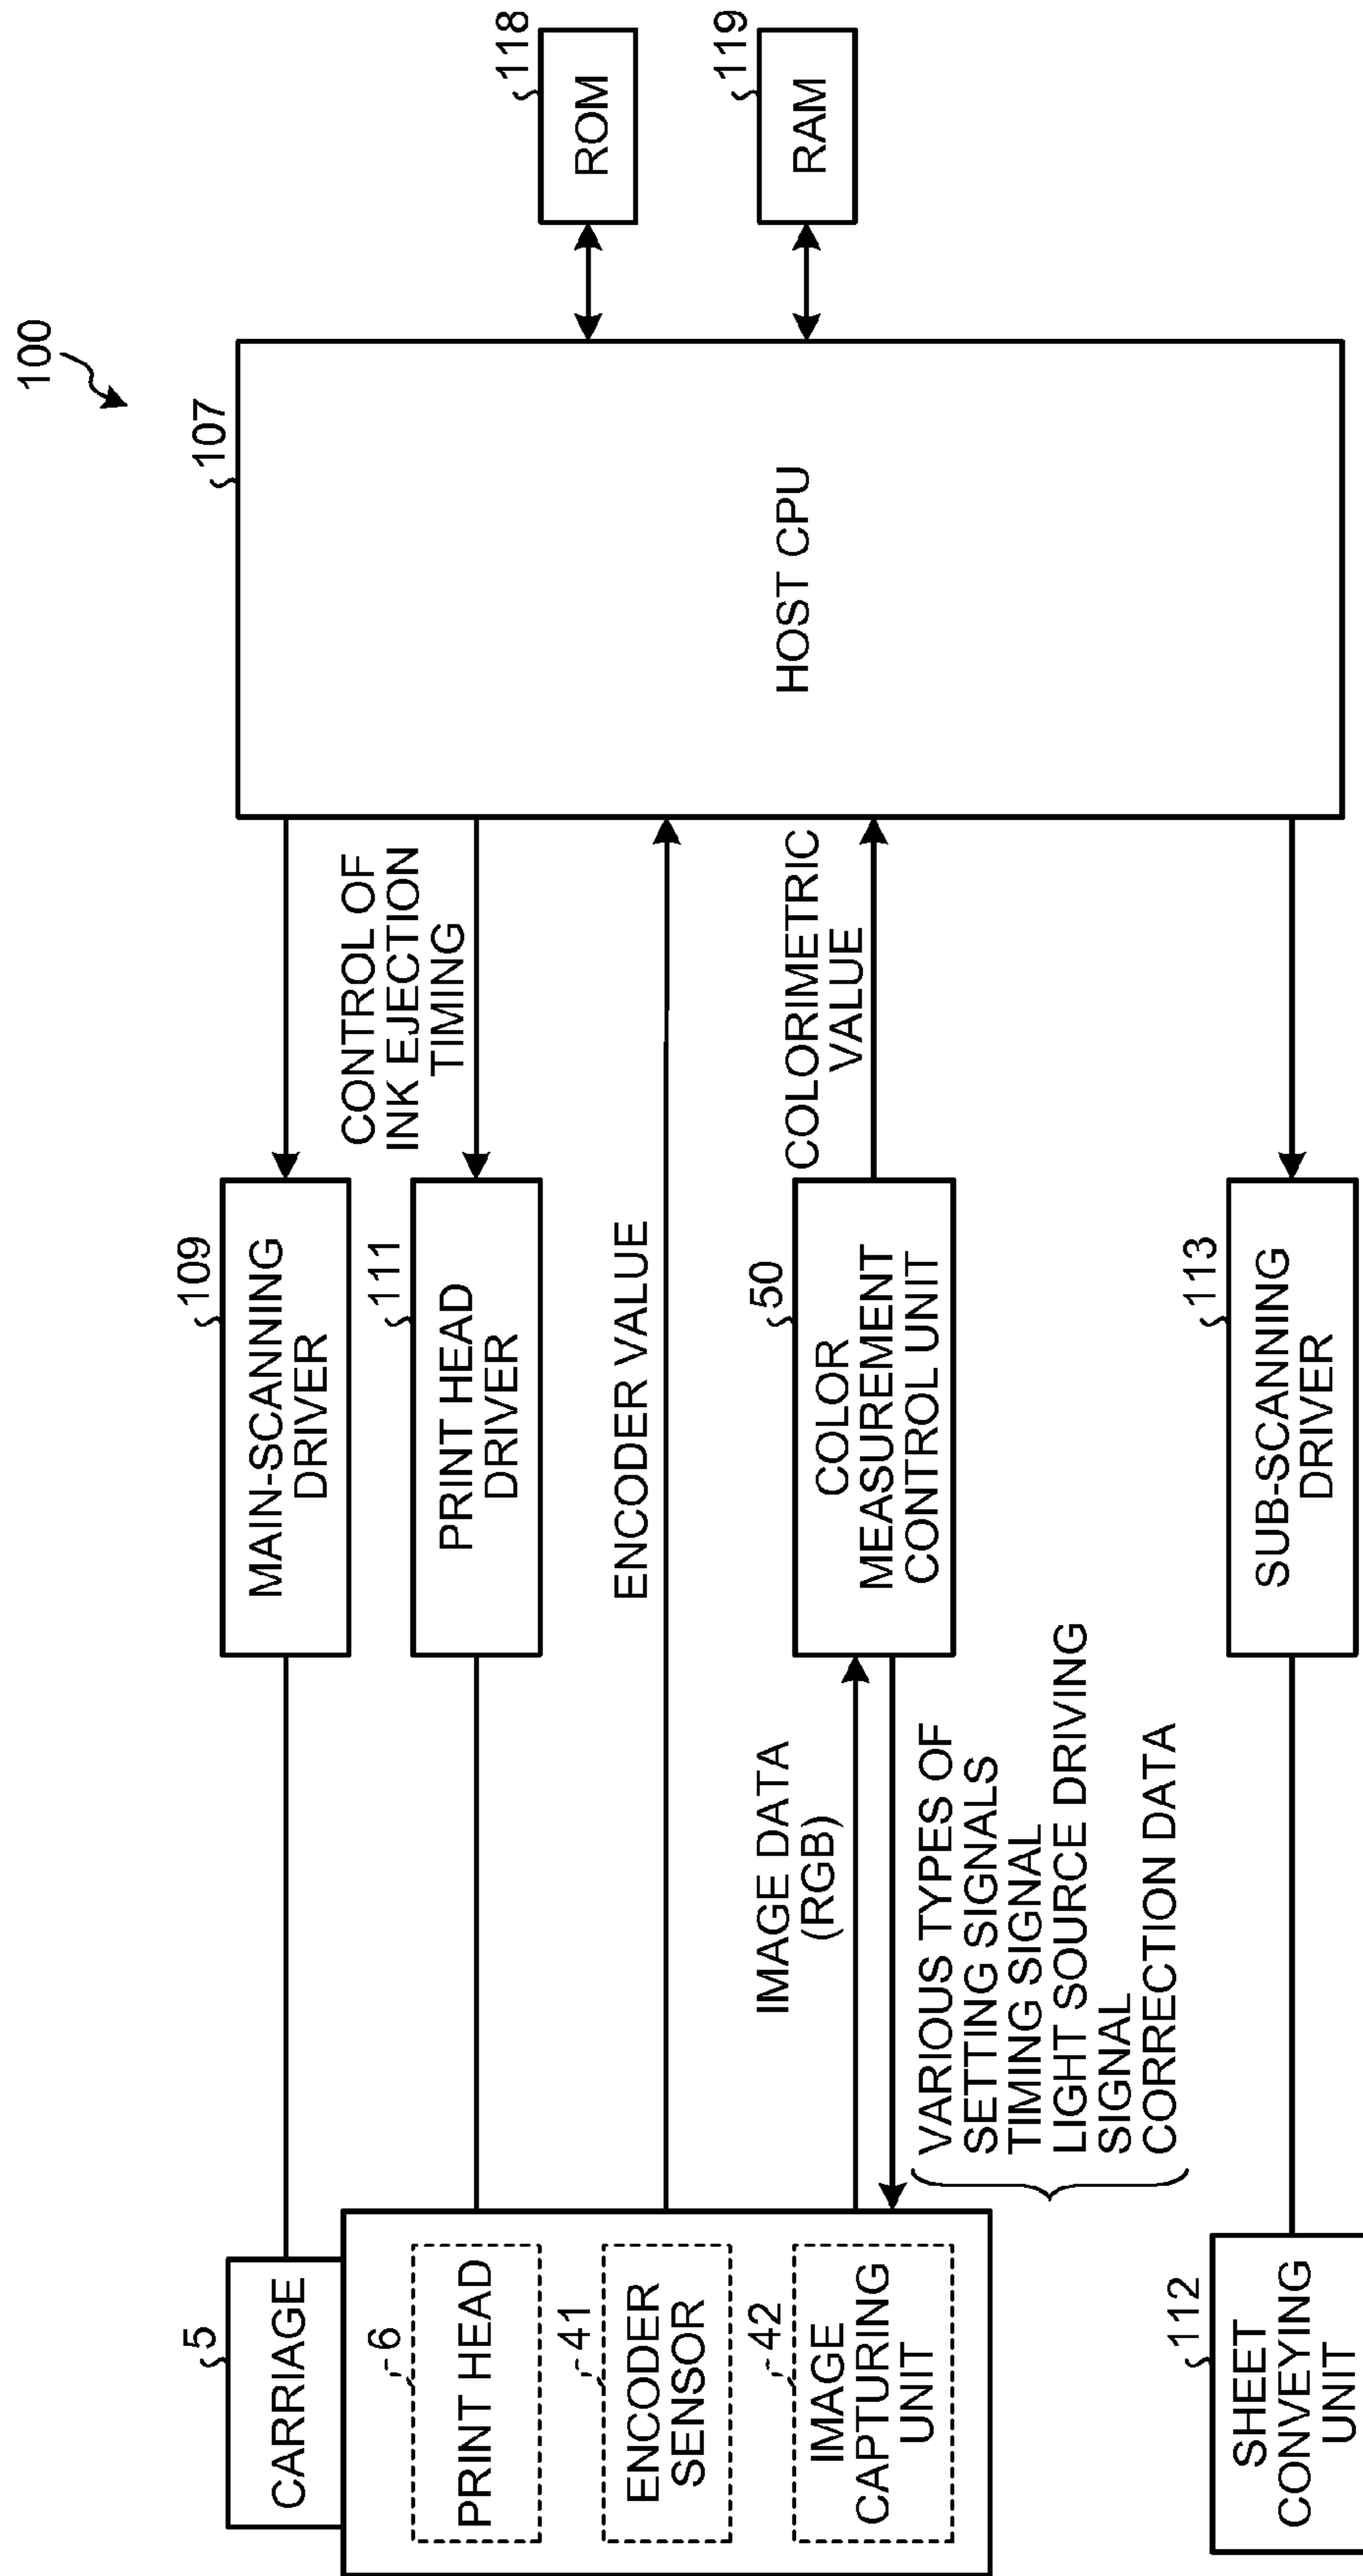 100
107
HOST CPU
118
ROM
119
RAM
109
MAIN-SCANNING
DRIVER
CONTROL OF
INK EJECTION
TIMING
111
PRINT HEAD
DRIVER
ENCODER VALUE
50
COLOR
MEASUREMENT
CONTROL UNIT
COLORIMETRIC
VALUE
113
SUB-SCANNING
DRIVER
5
CARRIAGE
6
PRINT HEAD
41
ENCODER
SENSOR
42
IMAGE
CAPTURING
UNIT
IMAGE DATA
(RGB)
VARIOUS TYPES OF
SETTING SIGNALS
TIMING SIGNAL
LIGHT SOURCE DRIVING
SIGNAL
CORRECTION DATA
112
SHEET
CONVEYING
UNIT